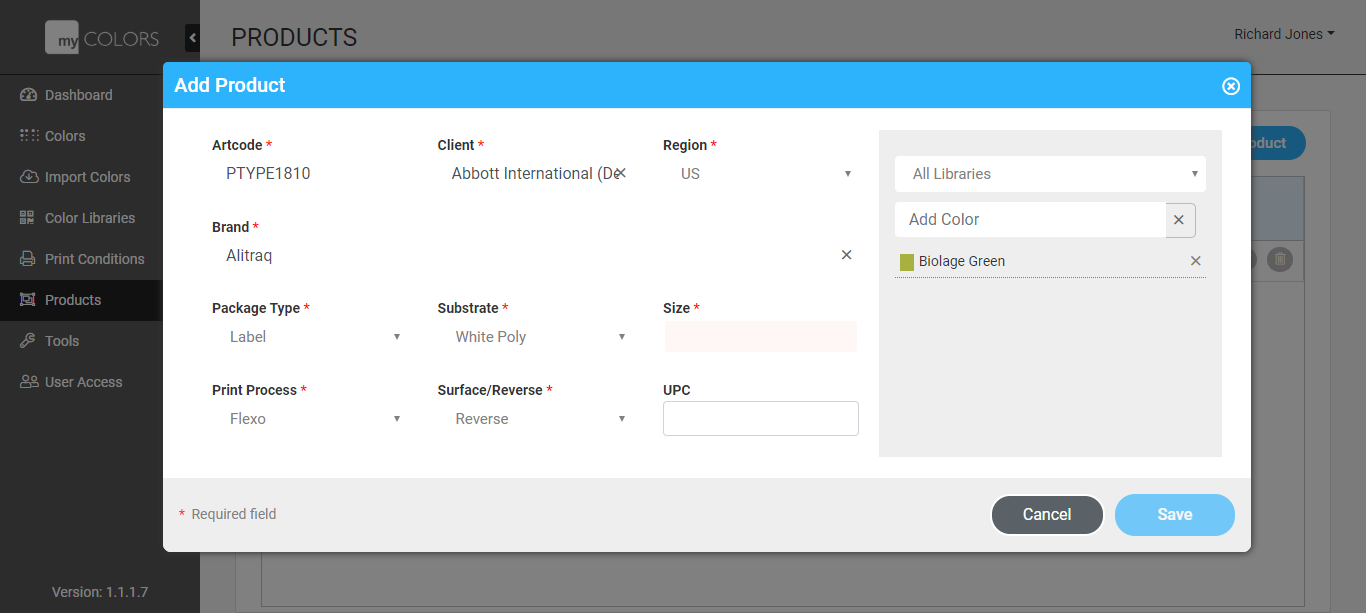 my COLORS
PRODUCTS
Richard Jones
Dashboard
Colors
Import Colors
Color Libraries
Print Conditions
Products
Tools
User Access
Version: 1.1.1.7
Add Product
Artcode *
PTYPE1810
Client *
Abbott International (De
Region *
US
Brand *
Alitraq
Package Type *
Label
Substrate *
White Poly
Size *
Print Process *
Flexo
Surface/Reverse *
Reverse
UPC
All Libraries
Add Color
Biolage Green
oduct
* Required field
Cancel
Save